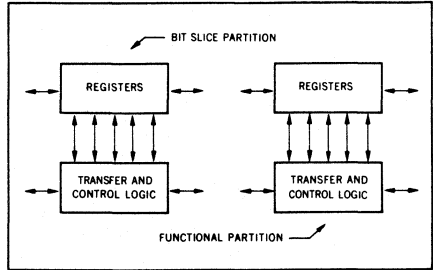 BIT SLICE PARTITION
REGISTERS
REGISTERS
TRANSFER AND
CONTROL LOGIC
TRANSFER AND
CONTROL LOGIC
FUNCTIONAL PARTITION